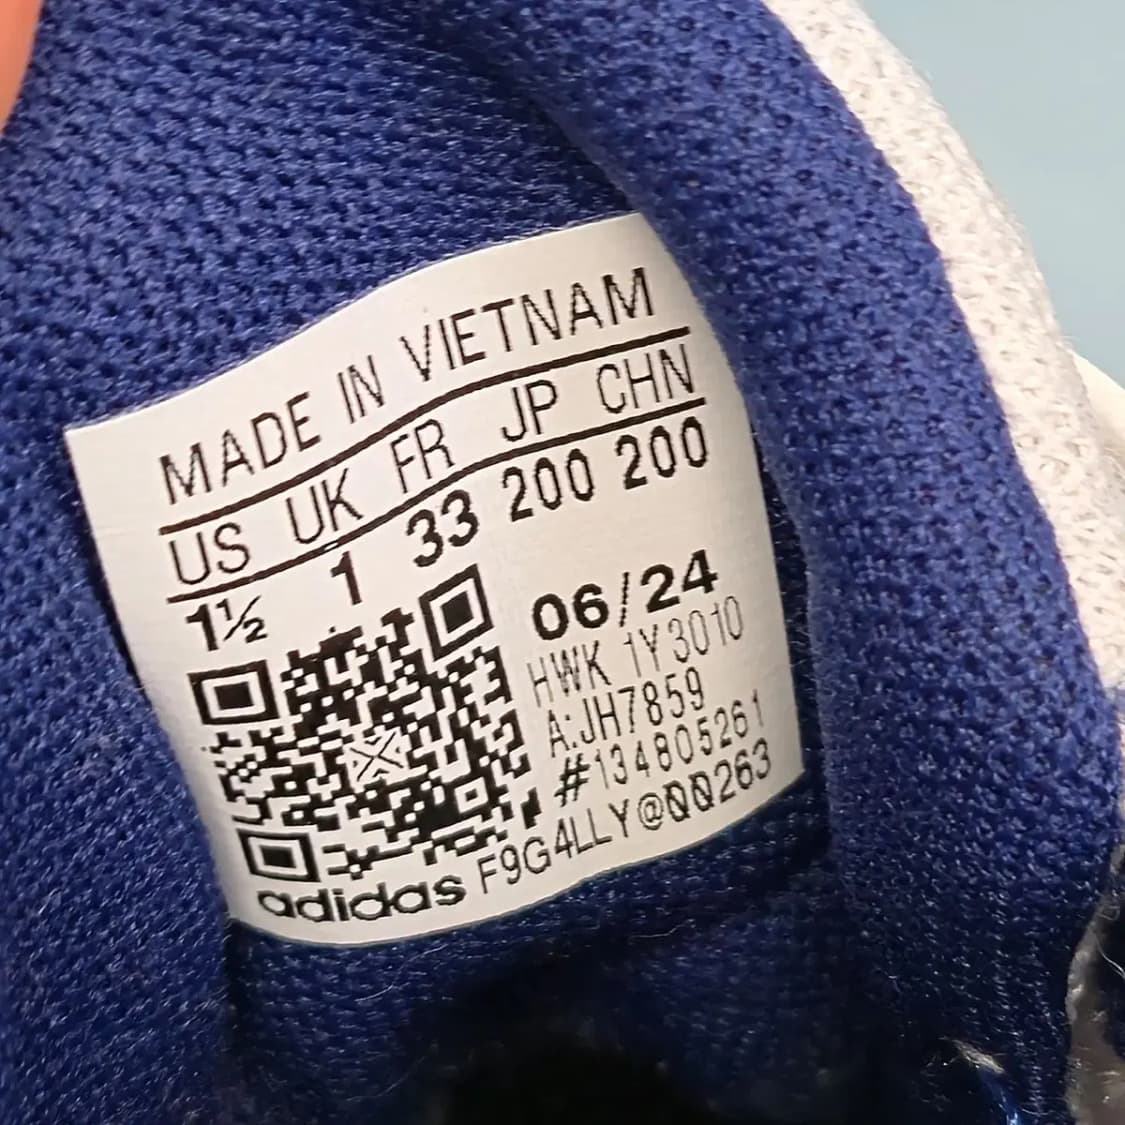 MADE IN VIETNAM
US UK FR JP CHN
1½ 1 33 200 200
06/24
HWK 1Y3010
A:JH7859
#134805261
adidas F9G4LLY@QQ263